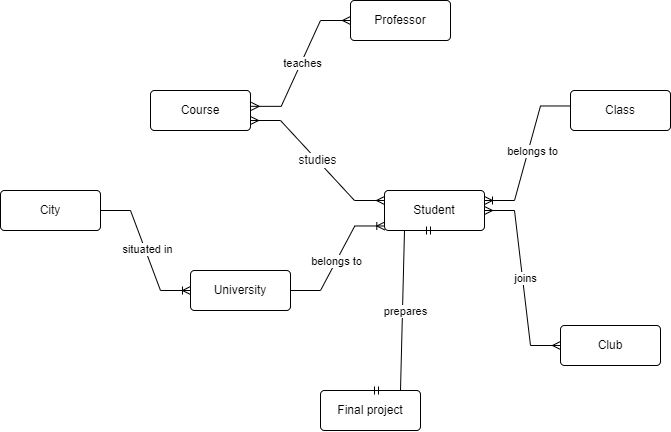 Professor
teaches
Course
Class
studies
belongs to
City
Student
situated in
belongs to
University
joins
prepares
Club
Final project